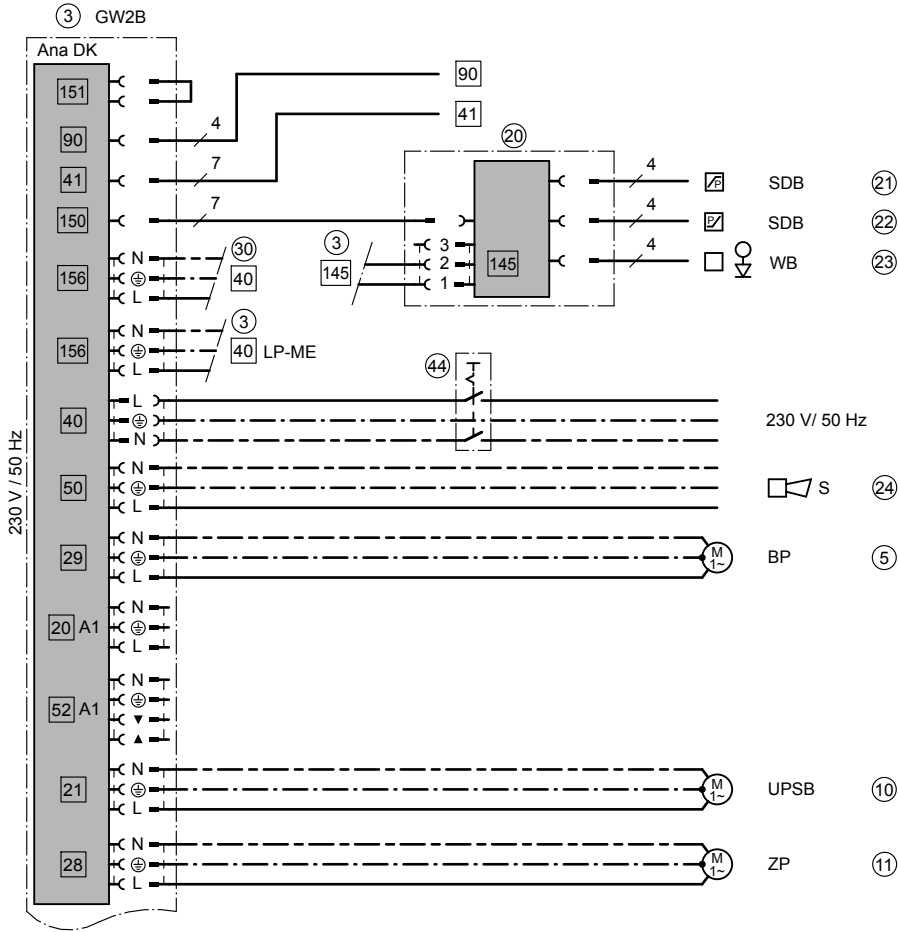 3 GW2B
Ana DK
151
90
90
4
41
41
7
20
150
7
4
SDB 21
4
SDB 22
4
WB 23
3
145
3
2
1
145
P
P
156
N
L
30
40
156
N
L
3
40 LP-ME
44
40
L
N
230 V/ 50 Hz
230 V / 50 Hz
50
N
L
S 24
29
N
L
M
1~
BP 5
20 A1
N
L
52 A1
N
▼
▲
21
N
L
M
1~
UPSB 10
28
N
L
M
1~
ZP 11